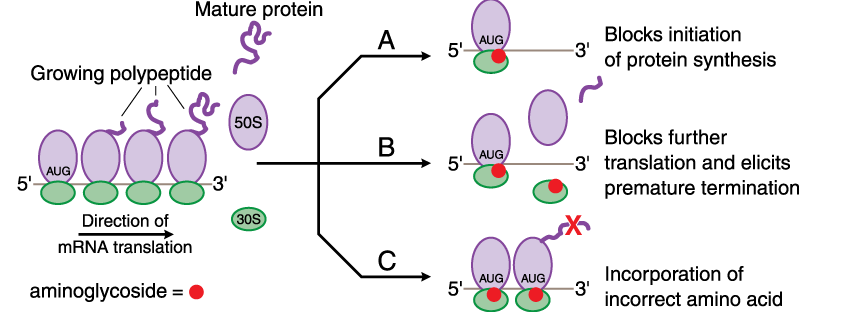 Mature protein
Growing polypeptide
50S
AUG
5'
3'
30S
Direction of
mRNA translation
aminoglycoside =
A
AUG
5'
3'
Blocks initiation
of protein synthesis
B
AUG
5'
3'
Blocks further
translation and elicits
premature termination
C
X
AUG
AUG
5'
3'
Incorporation of
incorrect amino acid